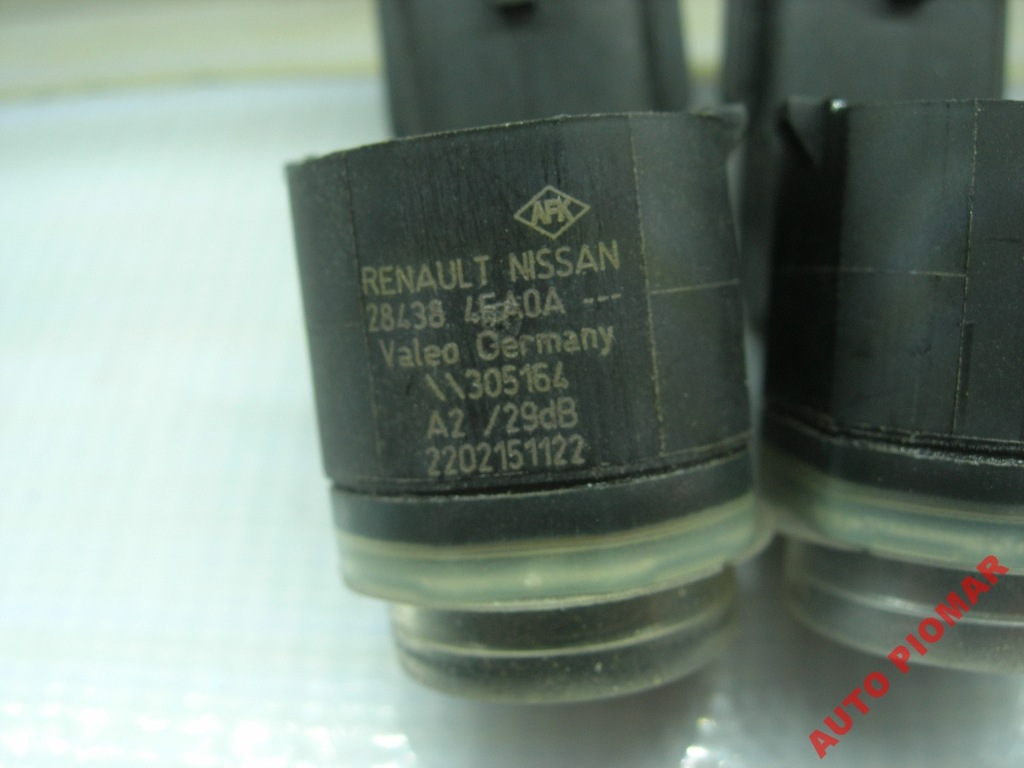 AFK
RENAULT NISSAN
28438 4EA0A ---
Valeo Germany
\\305164
A2 /29dB
2202151122
AUTO PIOMAR